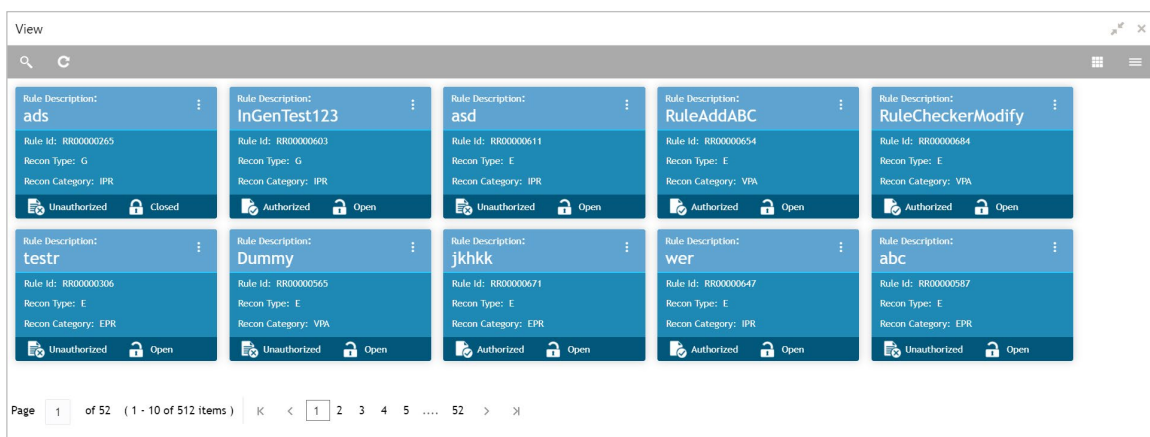 View
Rule Description:
ads
Rule Id: RR00000265
Recon Type: G
Recon Category: IPR
Unauthorized Closed
Rule Description:
InGenTest123
Rule Id: RR00000603
Recon Type: G
Recon Category: IPR
Authorized Open
Rule Description:
asd
Rule Id: RR00000611
Recon Type: E
Recon Category: IPR
Unauthorized Open
Rule Description:
RuleAddABC
Rule Id: RR00000654
Recon Type: E
Recon Category: VPA
Authorized Open
Rule Description:
RuleCheckerModify
Rule Id: RR00000684
Recon Type: E
Recon Category: VPA
Authorized Open
Rule Description:
testr
Rule Id: RR00000306
Recon Type: E
Recon Category: EPR
Unauthorized Open
Rule Description:
Dummy
Rule Id: RR00000565
Recon Type: E
Recon Category: VPA
Unauthorized Open
Rule Description:
jkhkk
Rule Id: RR00000671
Recon Type: E
Recon Category: EPR
Authorized Open
Rule Description:
wer
Rule Id: RR00000647
Recon Type: E
Recon Category: IPR
Authorized Open
Rule Description:
abc
Rule Id: RR00000587
Recon Type: E
Recon Category: EPR
Unauthorized Open
Page 1 of 52 ( 1 - 10 of 512 items ) 1 2 3 4 5 .... 52